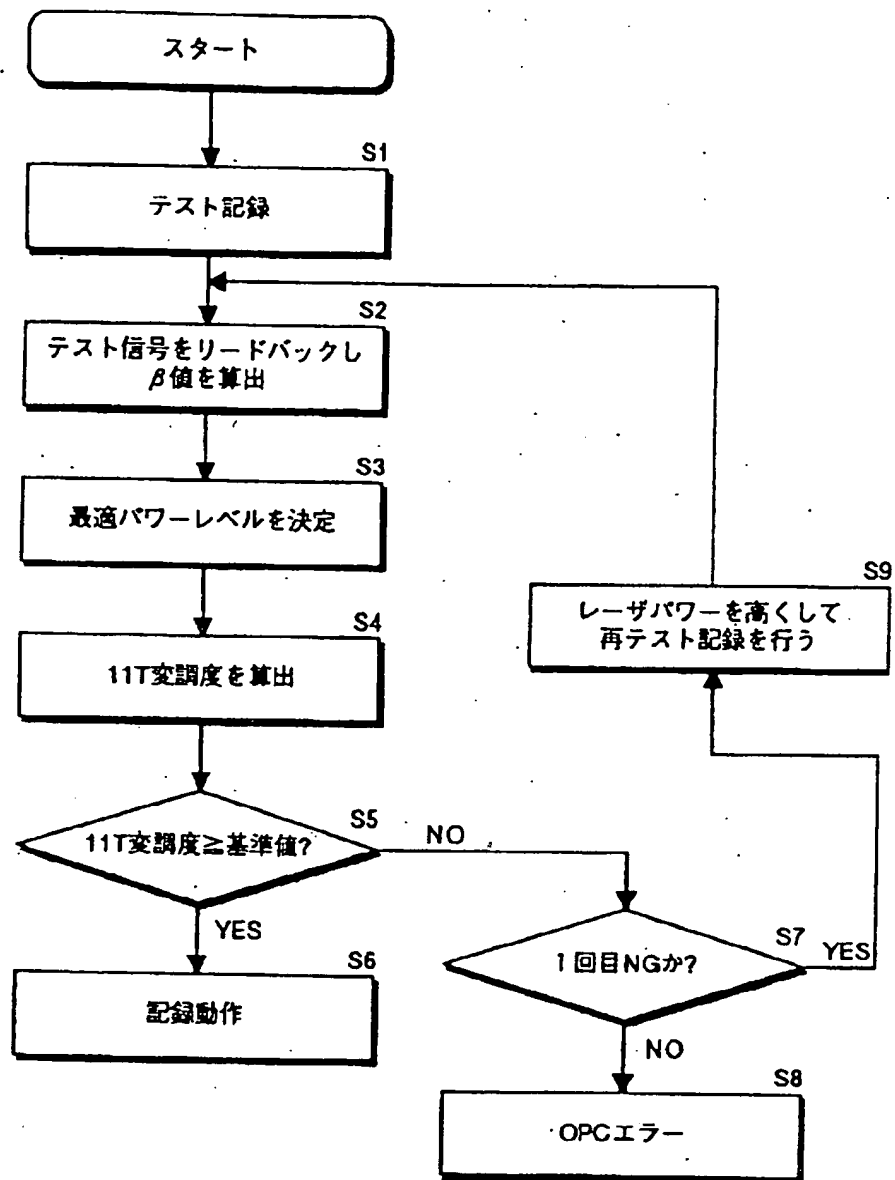 スタート
S1
テスト記録
S2
テスト信号をリードバックし
β値を算出
S3
最適パワーレベルを決定
S4
11T変調度を算出
S5
11T変調度≧基準値?
NO
YES
S6
記録動作
S7
1回目NGか?
YES
NO
S8
OPCエラー
S9
レーザパワーを高くして
再テスト記録を行う